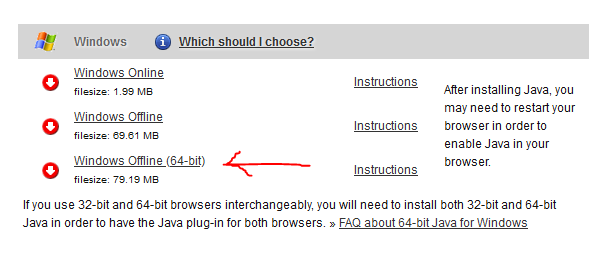 Windows Which should I choose?
Windows Online Instructions
filesize: 1.99 MB
Windows Offline Instructions
filesize: 69.61 MB
Windows Offline (64-bit) Instructions
filesize: 79.19 MB
After installing Java, you
may need to restart your
browser in order to
enable Java in your
browser.
If you use 32-bit and 64-bit browsers interchangeably, you will need to install both 32-bit and 64-bit
Java in order to have the Java plug-in for both browsers. » FAQ about 64-bit Java for Windows